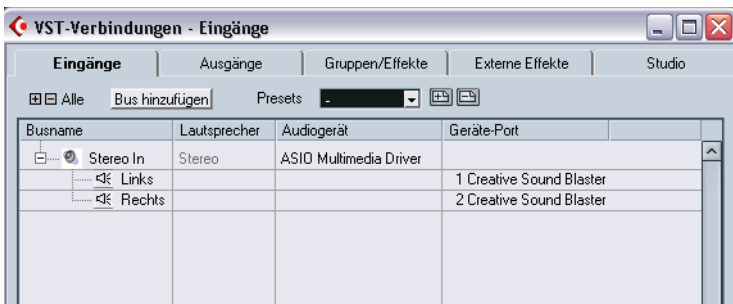 VST-Verbindungen - Eingänge
Eingänge Ausgänge Gruppen/Effekte Externe Effekte Studio
Alle Bus hinzufügen Presets -
Busname Lautsprecher Audiogerät Geräte-Port
Stereo In Stereo ASIO Multimedia Driver
Links 1 Creative Sound Blaster
Rechts 2 Creative Sound Blaster